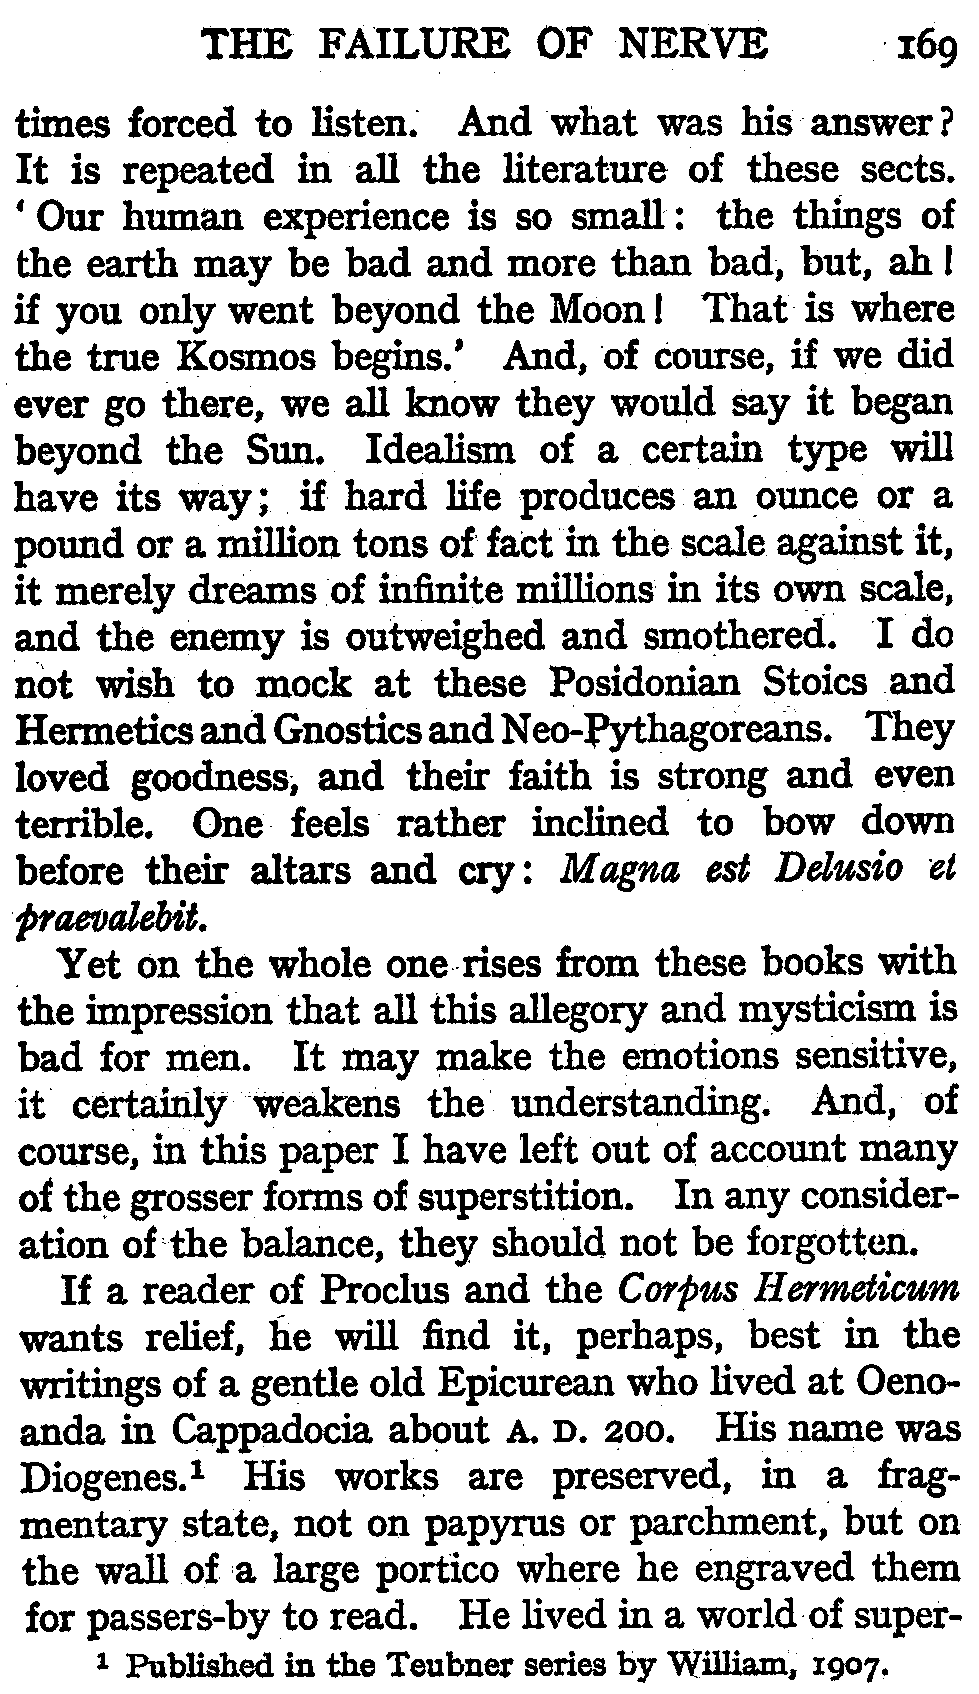 THE FAILURE OF NERVE 169
times forced to listen. And what was his answer?
It is repeated in all the literature of these sects.
‘Our human experience is so small: the things of
the earth may be bad and more than bad, but, ah!
if you only went beyond the Moon! That is where
the true Kosmos begins.’ And, of course, if we did
ever go there, we all know they would say it began
beyond the Sun. Idealism of a certain type will
have its way; if hard life produces an ounce or a
pound or a million tons of fact in the scale against it,
it merely dreams of infinite millions in its own scale,
and the enemy is outweighed and smothered. I do
not wish to mock at these Posidonian Stoics and
Hermetics and Gnostics and Neo-Pythagoreans. They
loved goodness, and their faith is strong and even
terrible. One feels rather inclined to bow down
before their altars and cry: Magna est Delusio et
praevalebit.
Yet on the whole one rises from these books with
the impression that all this allegory and mysticism is
bad for men. It may make the emotions sensitive,
it certainly weakens the understanding. And, of
course, in this paper I have left out of account many
of the grosser forms of superstition. In any consider-
ation of the balance, they should not be forgotten.
If a reader of Proclus and the Corpus Hermeticum
wants relief, he will find it, perhaps, best in the
writings of a gentle old Epicurean who lived at Oeno-
anda in Cappadocia about A. D. 200. His name was
Diogenes.¹ His works are preserved, in a frag-
mentary state, not on papyrus or parchment, but on
the wall of a large portico where he engraved them
for passers-by to read. He lived in a world of super-
¹ Published in the Teubner series by William, 1907.